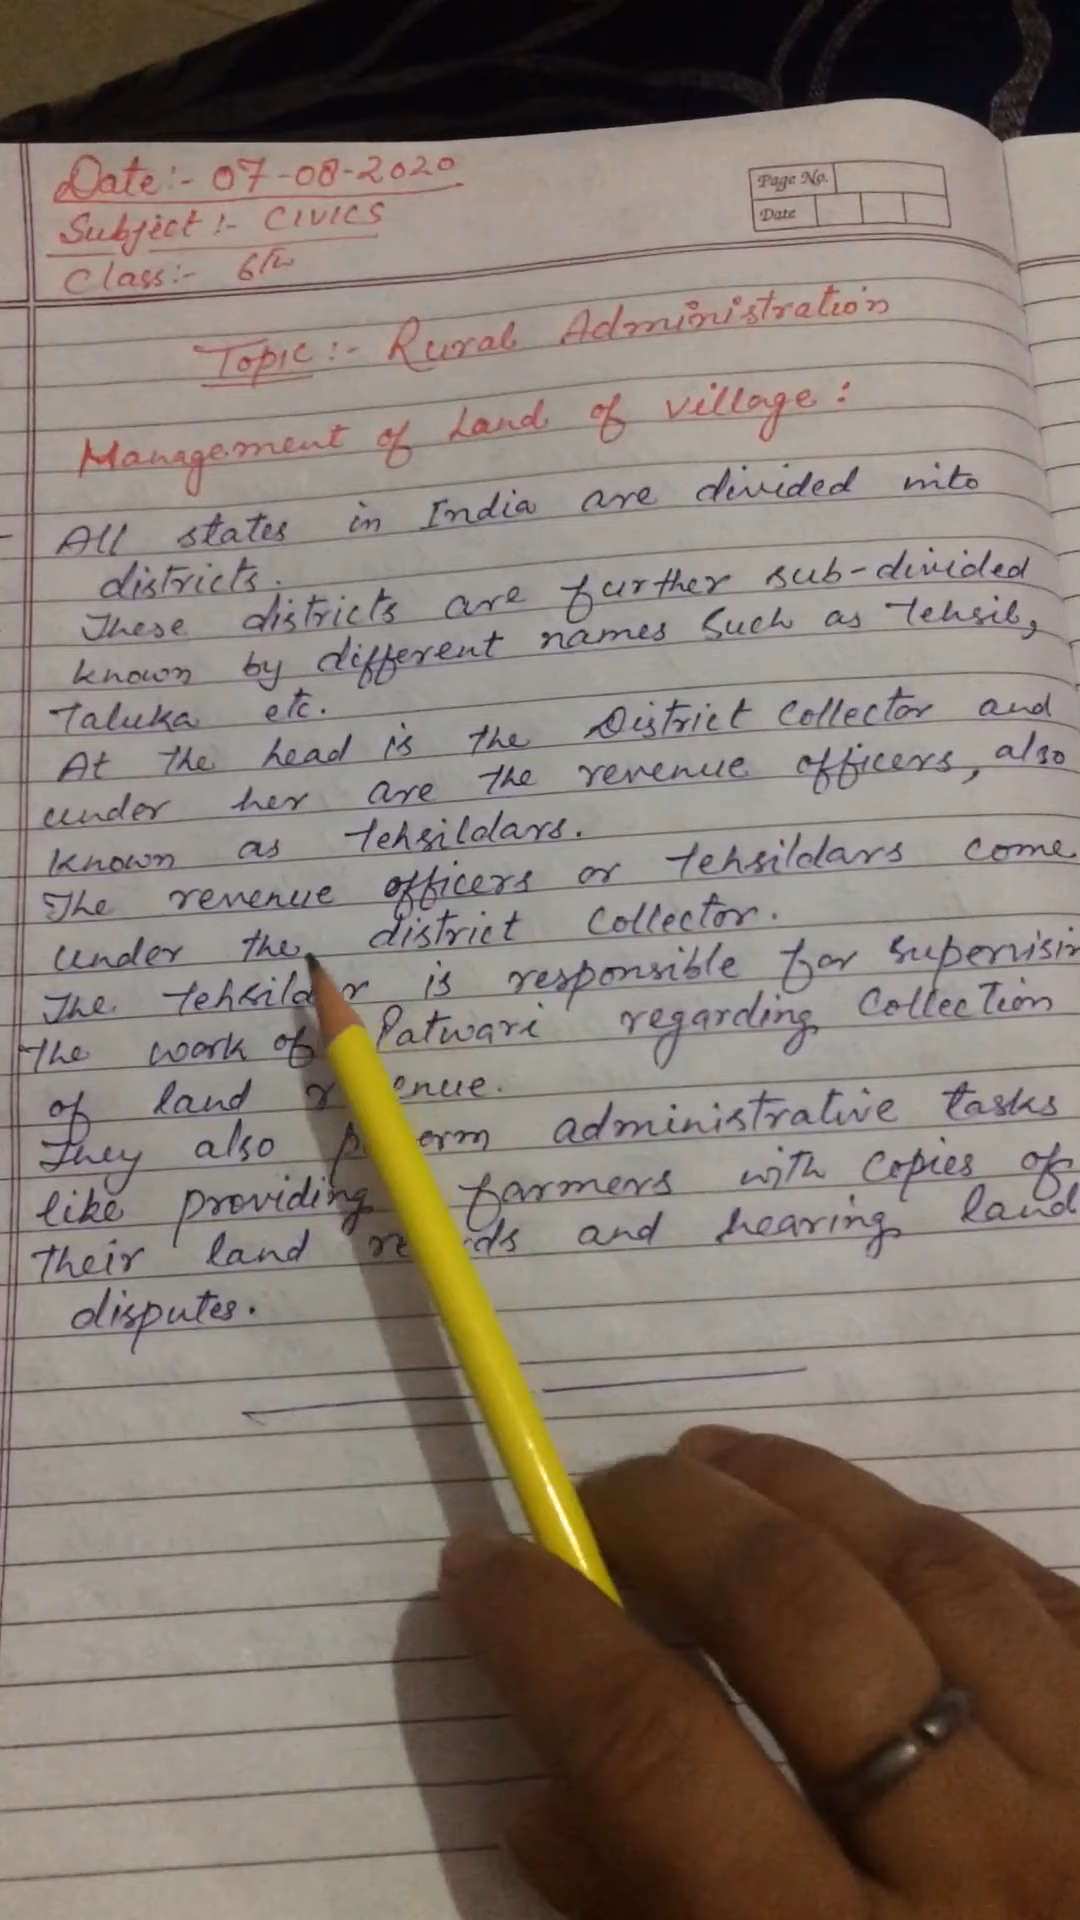 Date:- 07-08-2020
Subject:- CIVICS
Class:- 6th
Page No.
Date
Topic:- Rural Administration
Management of Land of village:
All states in India are divided into
districts.
These districts are further sub-divided
known by different names such as tehsil,
Taluka etc.
At the head is the District Collector and
under her are the revenue officers, also
known as tehsildars.
The revenue officers or tehsildars come
under the district collector.
The tehsildar is responsible for
the work of Patwari regarding Collection
of land
They also administrative tasks
like providing farmers with copies of
their land and hearing land
disputes.